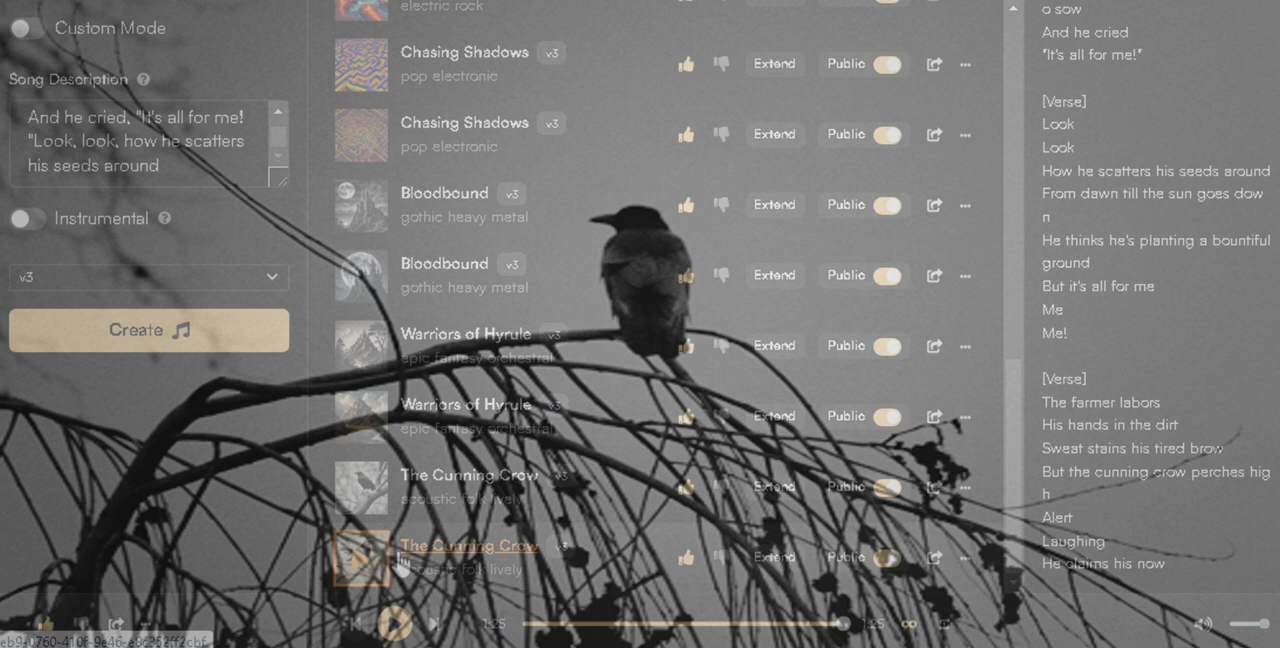 Custom Mode
Song Description
And he cried, "It's all for me!
"Look, look, how he scatters
his seeds around
Instrumental
v3
Create
electric rock
Chasing Shadows v3
pop electronic
Extend Public
Chasing Shadows v3
pop electronic
Extend Public
Bloodbound v3
gothic heavy metal
Extend Public
Bloodbound v3
gothic heavy metal
Extend Public
Warriors of Hyrule v3
epic fantasy orchestral
Extend Public
Warriors of Hyrule v3
epic fantasy orchestral
Extend Public
The Cunning Crow v3
acoustic folk lively
Extend Public
The Cunning Crow v3
acoustic folk lively
Extend Public
o sow
And he cried
"It's all for me!"
[Verse]
Look
Look
How he scatters his seeds around
From dawn till the sun goes dow
n
He thinks he's planting a bountiful
ground
But it's all for me
Me
Me!
[Verse]
The farmer labors
His hands in the dirt
Sweat stains his tired brow
But the cunning crow perches hig
h
Alert
Laughing
He claims his now
1:25
1:25